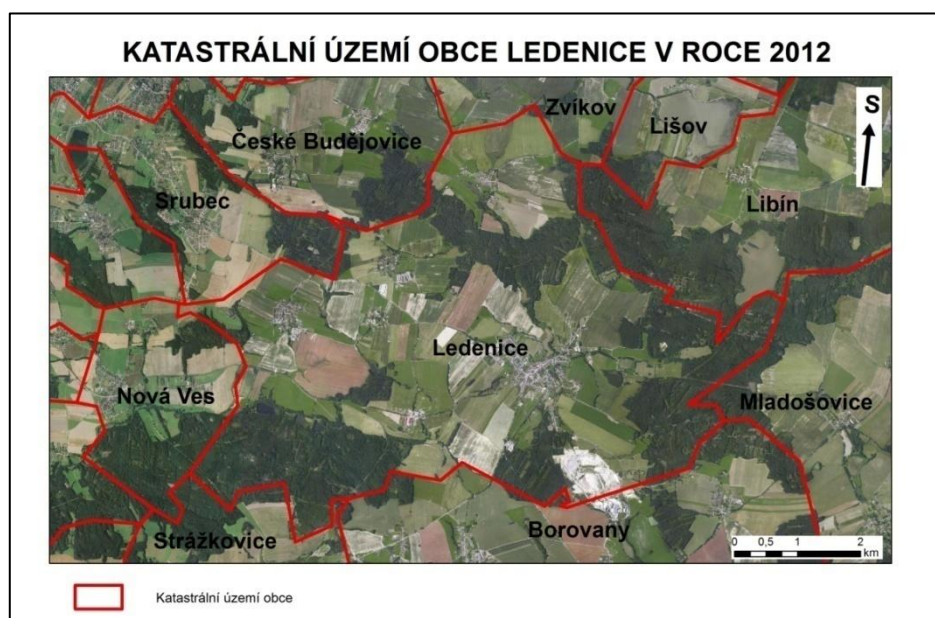 KATASTRÁLNÍ ÚZEMÍ OBCE LEDENICE V ROCE 2012
Zvíkov
Lišov
S
České Budějovice
Srubec
Libín
Ledenice
Nová Ves
Mladošovice
Strážkovice
Borovany
0 0,5 1 2
km
Katastrální území obce